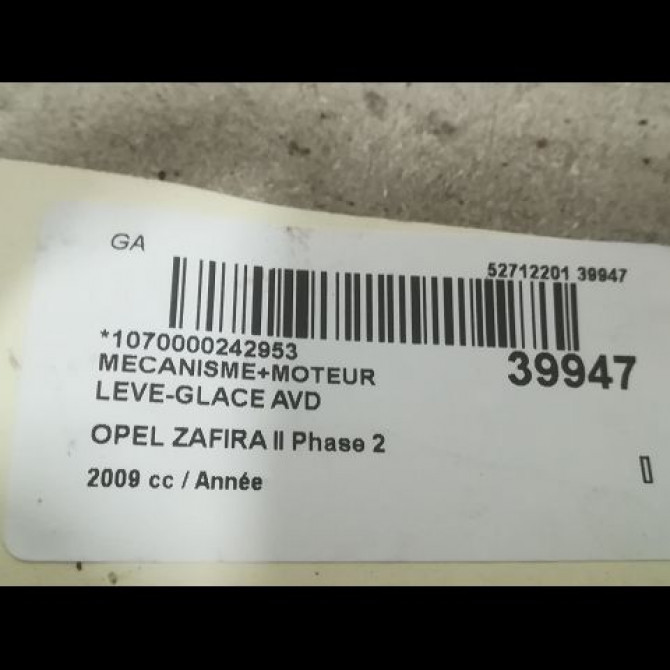 GA
52712201 39947
*1070000242953
39947
MECANISME+MOTEUR
LEVE-GLACE AVD
OPEL ZAFIRA II Phase 2
2009 cc / Année